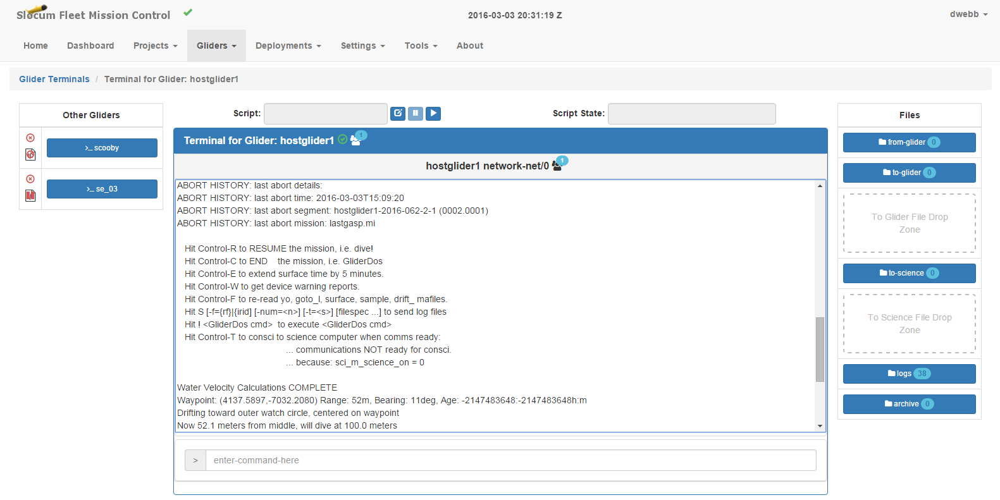 Slocum Fleet Mission Control
2016-03-03 20:31:19 Z
dwebb
Home Dashboard Projects Gliders Deployments Settings Tools About
Glider Terminals / Terminal for Glider: hostglider1
Other Gliders
>_ scooby
>_ se_03
Script:
Script State:
Terminal for Glider: hostglider1 1
hostglider1 network-net/0 1
ABORT HISTORY: last abort details:
ABORT HISTORY: last abort time: 2016-03-03T15:09:20
ABORT HISTORY: last abort segment: hostglider1-2016-062-2-1 (0002.0001)
ABORT HISTORY: last abort mission: lastgasp.mi
Hit Control-R to RESUME the mission, i.e. dive!
Hit Control-C to END the mission, i.e. GliderDos
Hit Control-E to extend surface time by 5 minutes.
Hit Control-W to get device warning reports.
Hit Control-F to re-read yo, goto_l, surface, sample, drift_ mafiles.
Hit S [-f={rf}|{irid] [-num=<n>] [-t=<s>] [filespec ...] to send log files
Hit ! <GliderDos cmd> to execute <GliderDos cmd>
Hit Control-T to consci to science computer when comms ready:
... communications NOT ready for consci.
... because: sci_m_science_on = 0
Water Velocity Calculations COMPLETE
Waypoint: (4137.5897,-7032.2080) Range: 52m, Bearing: 11deg, Age: -2147483648:-2147483648h:m
Drifting toward outer watch circle, centered on waypoint
Now 52.1 meters from middle, will dive at 100.0 meters
> enter-command-here
Files
from-glider 0
to-glider 0
To Glider File Drop
Zone
to-science 0
To Science File Drop
Zone
logs 38
archive 0